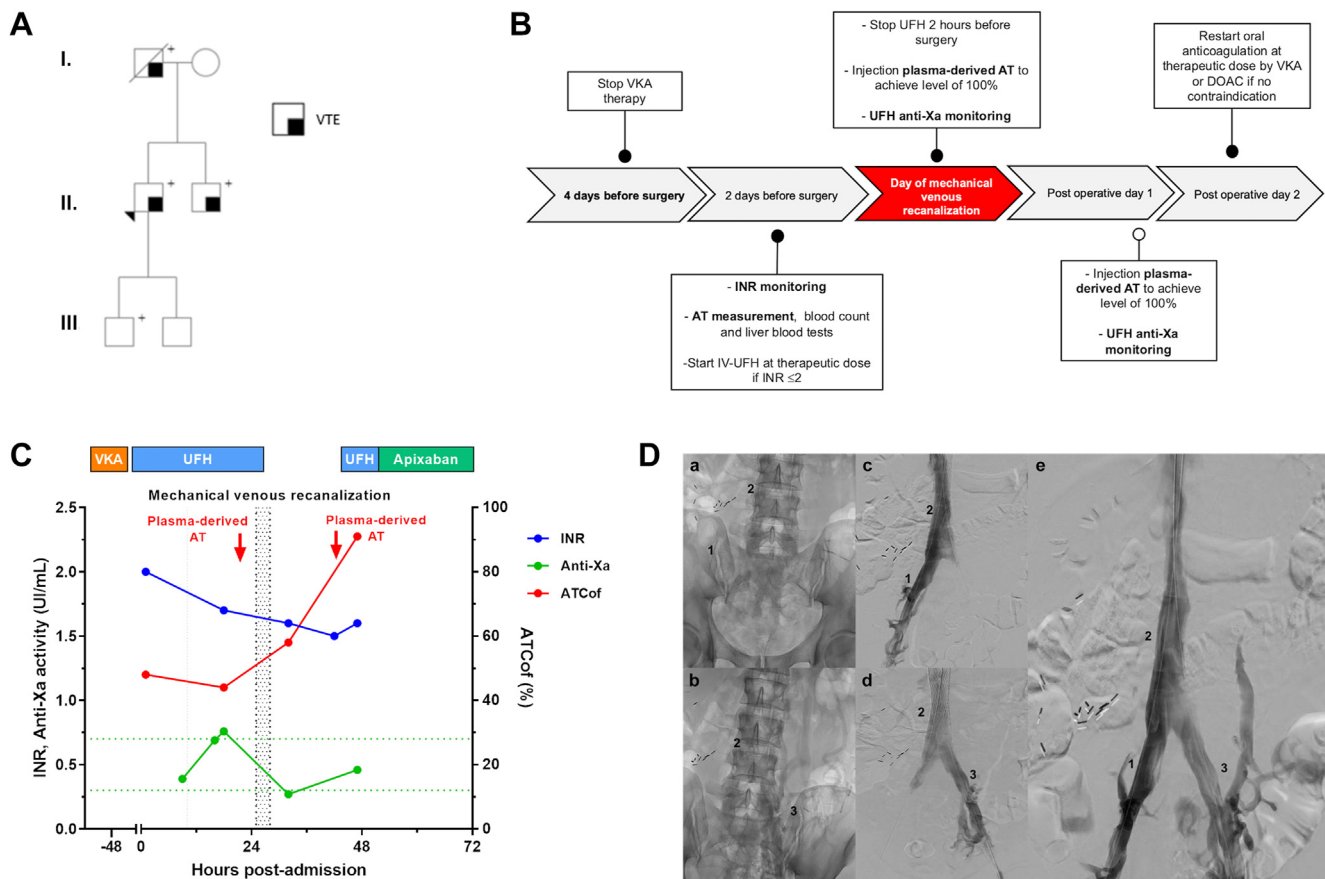 A
I.
+
VTE
II.
+
+
III
+
B
Stop VKA
therapy
- Stop UFH 2 hours before
surgery
- Injection plasma-derived AT to
achieve level of 100%
- UFH anti-Xa monitoring
Restart oral
anticoagulation at
therapeutic dose by VKA
or DOAC if no
contraindication
4 days before surgery
2 days before surgery
Day of mechanical
venous
recanalization
Post operative day 1
Post operative day 2
- INR monitoring
- AT measurement, blood count
and liver blood tests
-Start IV-UFH at therapeutic dose
if INR ≤2
- Injection plasma-
derived AT to achieve
level of 100%
- UFH anti-Xa
monitoring
C
VKA
UFH
UFH
Apixaban
Mechanical venous recanalization
Plasma-derived
AT
Plasma-derived
AT
INR
Anti-Xa
ATCof
INR, Anti-Xa activity (UI/mL)
2.5
2.0
1.5
1.0
0.5
0.0
100
80
60
40
20
0
ATCof (%)
-48
0
24
48
72
Hours post-admission
D
a
2
1
b
2
3
c
2
1
d
2
3
e
2
1
3